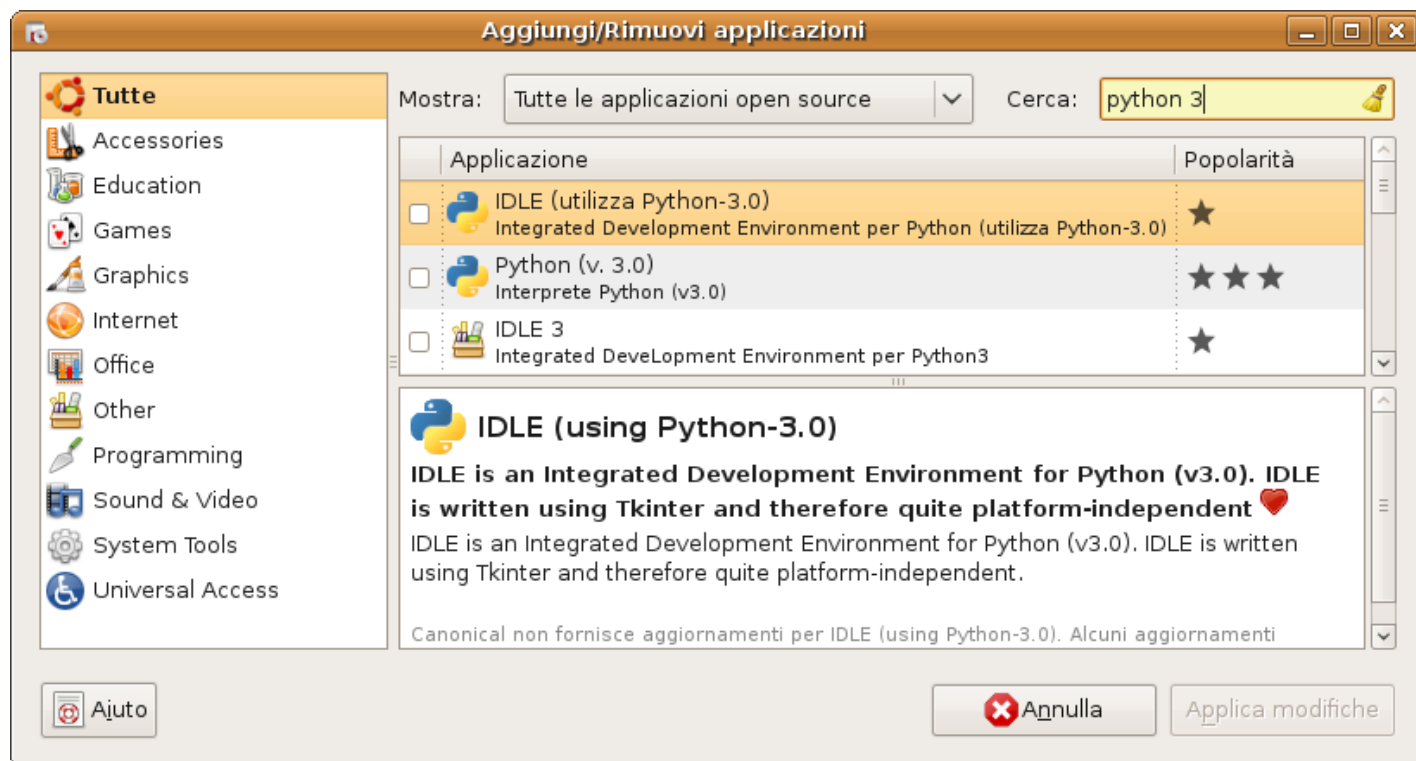 Aggiungi/Rimuovi applicazioni
Tutte
Accessories
Education
Games
Graphics
Internet
Office
Other
Programming
Sound & Video
System Tools
Universal Access
Mostra: Tutte le applicazioni open source Cerca: python 3
Applicazione Popolarità
IDLE (utilizza Python-3.0)
Integrated Development Environment per Python (utilizza Python-3.0)
Python (v. 3.0)
Interprete Python (v3.0)
IDLE 3
Integrated DeveLopment Environment per Python3
IDLE (using Python-3.0)
IDLE is an Integrated Development Environment for Python (v3.0). IDLE
is written using Tkinter and therefore quite platform-independent
IDLE is an Integrated Development Environment for Python (v3.0). IDLE is written
using Tkinter and therefore quite platform-independent.
Canonical non fornisce aggiornamenti per IDLE (using Python-3.0). Alcuni aggiornamenti
Aiuto
Annulla
Applica modifiche